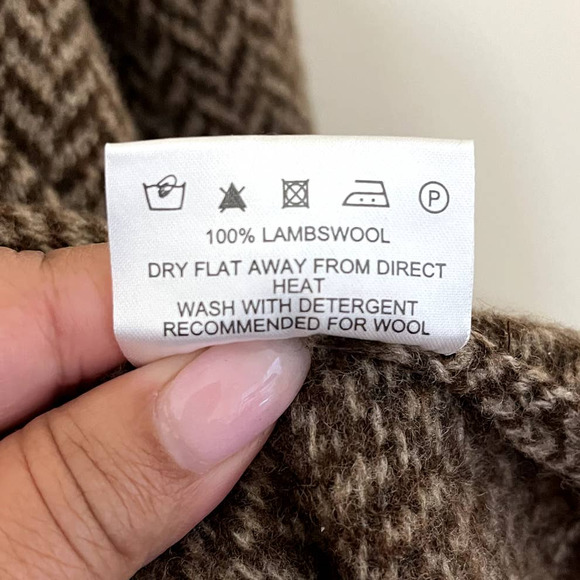 P
100% LAMBSWOOL
DRY FLAT AWAY FROM DIRECT
HEAT
WASH WITH DETERGENT
RECOMMENDED FOR WOOL